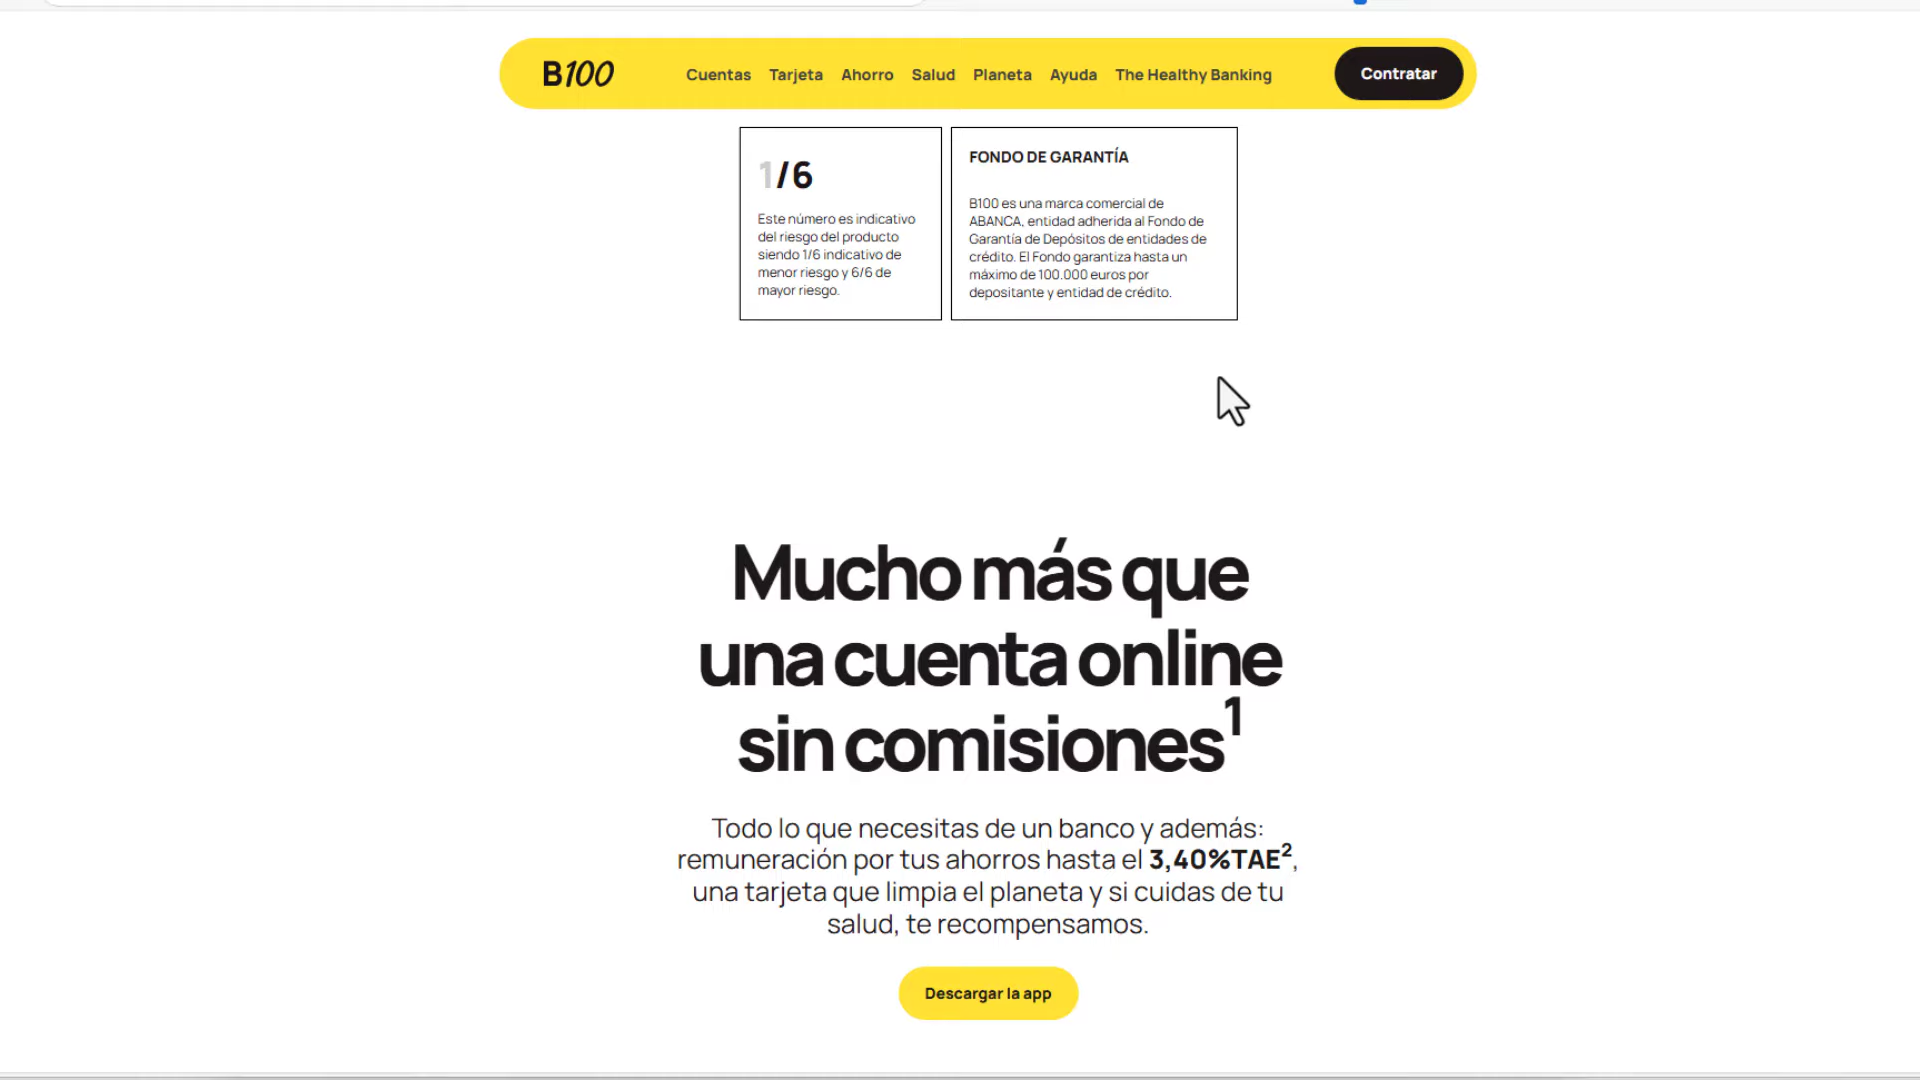 B100
Cuentas Tarjeta Ahorro Salud Planeta Ayuda The Healthy Banking
Contratar
1/6
Este número es indicativo
del riesgo del producto
siendo 1/6 indicativo de
menor riesgo y 6/6 de
mayor riesgo.
FONDO DE GARANTÍA
B100 es una marca comercial de
ABANCA, entidad adherida al Fondo de
Garantía de Depósitos de entidades de
crédito. El Fondo garantiza hasta un
máximo de 100.000 euros por
depositante y entidad de crédito.
Mucho más que
una cuenta online
sin comisiones¹
Todo lo que necesitas de un banco y además:
remuneración por tus ahorros hasta el 3,40%TAE²,
una tarjeta que limpia el planeta y si cuidas de tu
salud, te recompensamos.
Descargar la app